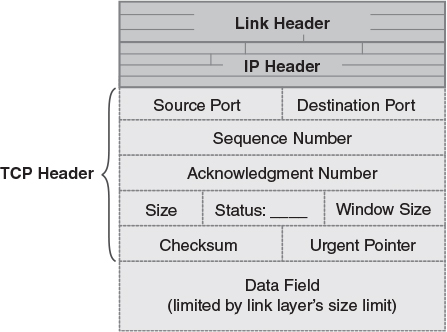 Link Header
IP Header
Source Port
Destination Port
Sequence Number
TCP Header
Acknowledgment Number
Size
Status: ____
Window Size
Checksum
Urgent Pointer
Data Field
(limited by link layer's size limit)